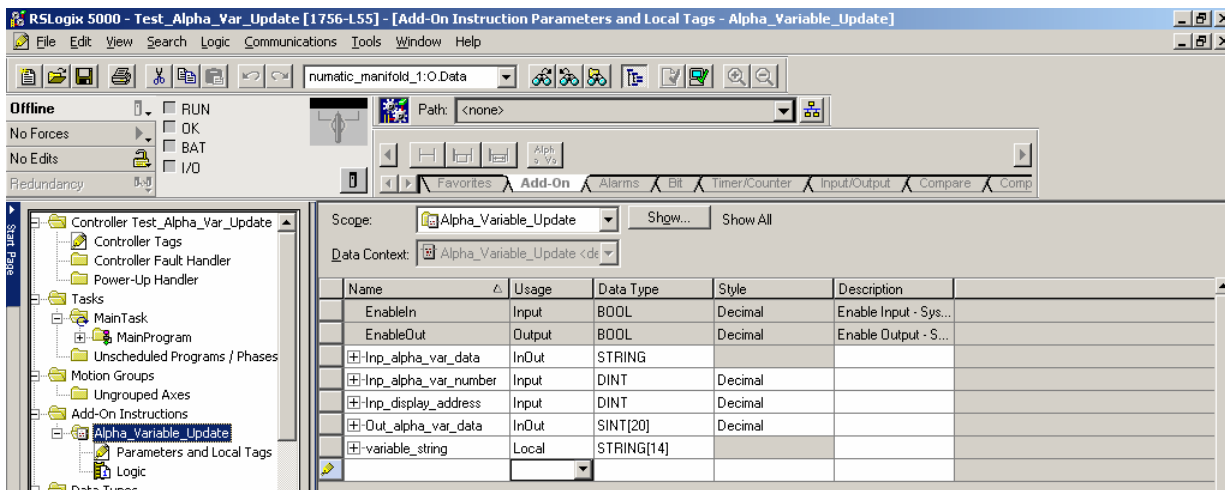 RSLogix 5000 - Test_Alpha_Var_Update [1756-L55] - [Add-On Instruction Parameters and Local Tags - Alpha_Variable_Update]
File Edit View Search Logic Communications Tools Window Help
numatic_manifold_1:O.Data
Offline RUN Path: <none>
No Forces OK
No Edits BAT
I/O
Alph
a_Va
Redundancy Favorites Add-On Alarms Bit Timer/Counter Input/Output Compare Comp
Start Page
Controller Test_Alpha_Var_Update
Controller Tags
Controller Fault Handler
Power-Up Handler
Tasks
MainTask
MainProgram
Unscheduled Programs / Phases
Motion Groups
Ungrouped Axes
Add-On Instructions
Alpha_Variable_Update
Parameters and Local Tags
Logic
Data Types
Scope: Alpha_Variable_Update Show... Show All
Data Context: Alpha_Variable_Update <de
Name Usage Data Type Style Description
EnableIn Input BOOL Decimal Enable Input - Sys...
EnableOut Output BOOL Decimal Enable Output - S...
Inp_alpha_var_data InOut STRING
Inp_alpha_var_number Input DINT Decimal
Inp_display_address Input DINT Decimal
Out_alpha_var_data InOut SINT[20] Decimal
variable_string Local STRING[14]